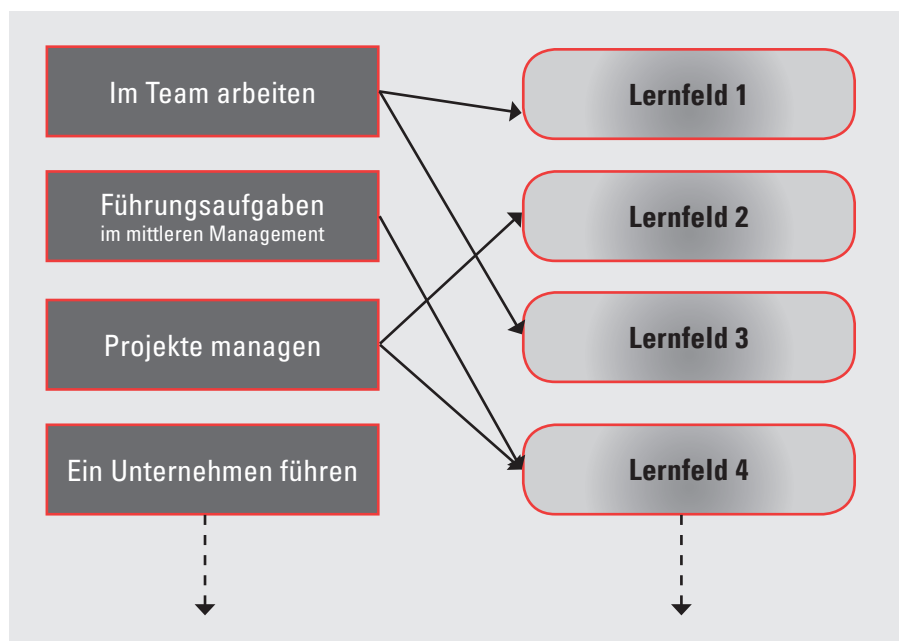 Im Team arbeiten
Lernfeld 1
Führungsaufgaben
im mittleren Management
Lernfeld 2
Projekte managen
Lernfeld 3
Ein Unternehmen führen
Lernfeld 4